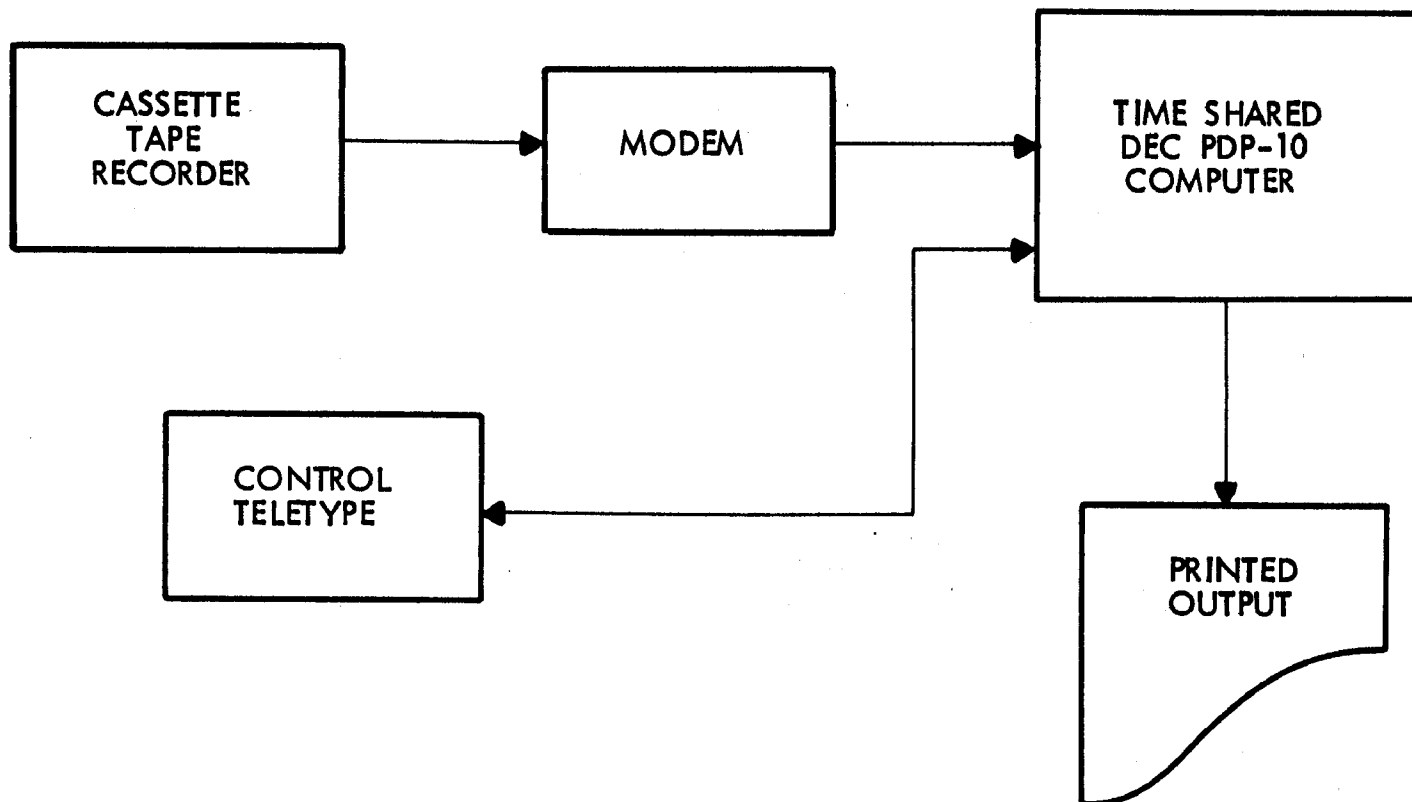 CASSETTE
TAPE
RECORDER
MODEM
TIME SHARED
DEC PDP-10
COMPUTER
CONTROL
TELETYPE
PRINTED
OUTPUT